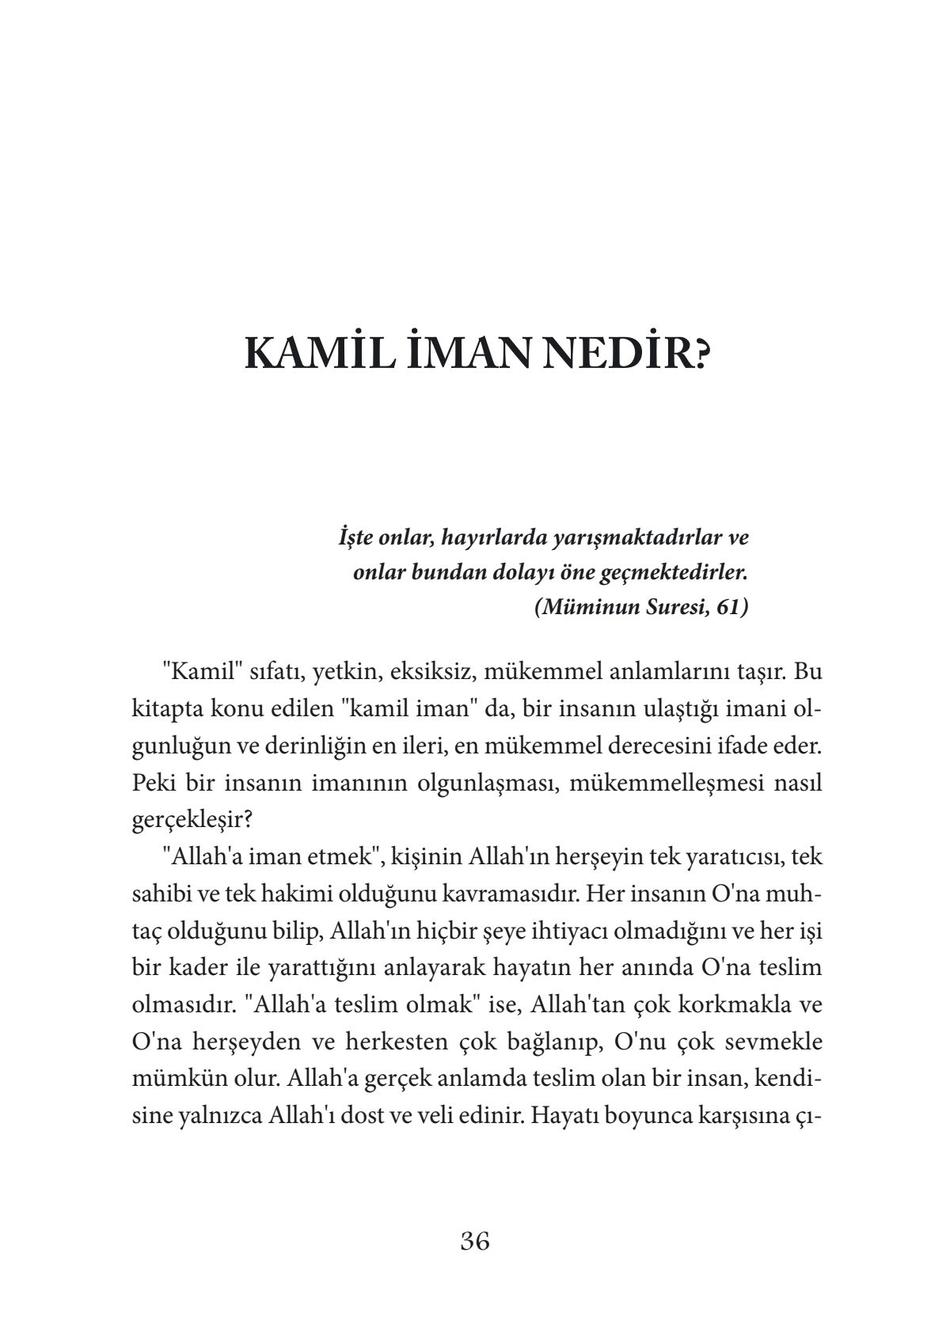 KAMİL İMAN NEDİR?
İşte onlar, hayırlarda yarışmaktadırlar ve
onlar bundan dolayı öne geçmektedirler.
(Müminun Suresi, 61)
"Kamil" sıfatı, yetkin, eksiksiz, mükemmel anlamlarını taşır. Bu
kitapta konu edilen "kamil iman" da, bir insanın ulaştığı imani ol-
gunluğun ve derinliğin en ileri, en mükemmel derecesini ifade eder.
Peki bir insanın imanının olgunlaşması, mükemmelleşmesi nasıl
gerçekleşir?
"Allah'a iman etmek", kişinin Allah'ın herşeyin tek yaratıcısı, tek
sahibi ve tek hakimi olduğunu kavramasıdır. Her insanın O'na muh-
taç olduğunu bilip, Allah'ın hiçbir şeye ihtiyacı olmadığını ve her işi
bir kader ile yarattığını anlayarak hayatın her anında O'na teslim
olmasıdır. "Allah'a teslim olmak" ise, Allah'tan çok korkmakla ve
O'na herşeyden ve herkesten çok bağlanıp, O'nu çok sevmekle
mümkün olur. Allah'a gerçek anlamda teslim olan bir insan, kendi-
sine yalnızca Allah'ı dost ve veli edinir. Hayatı boyunca karşısına çı-
36